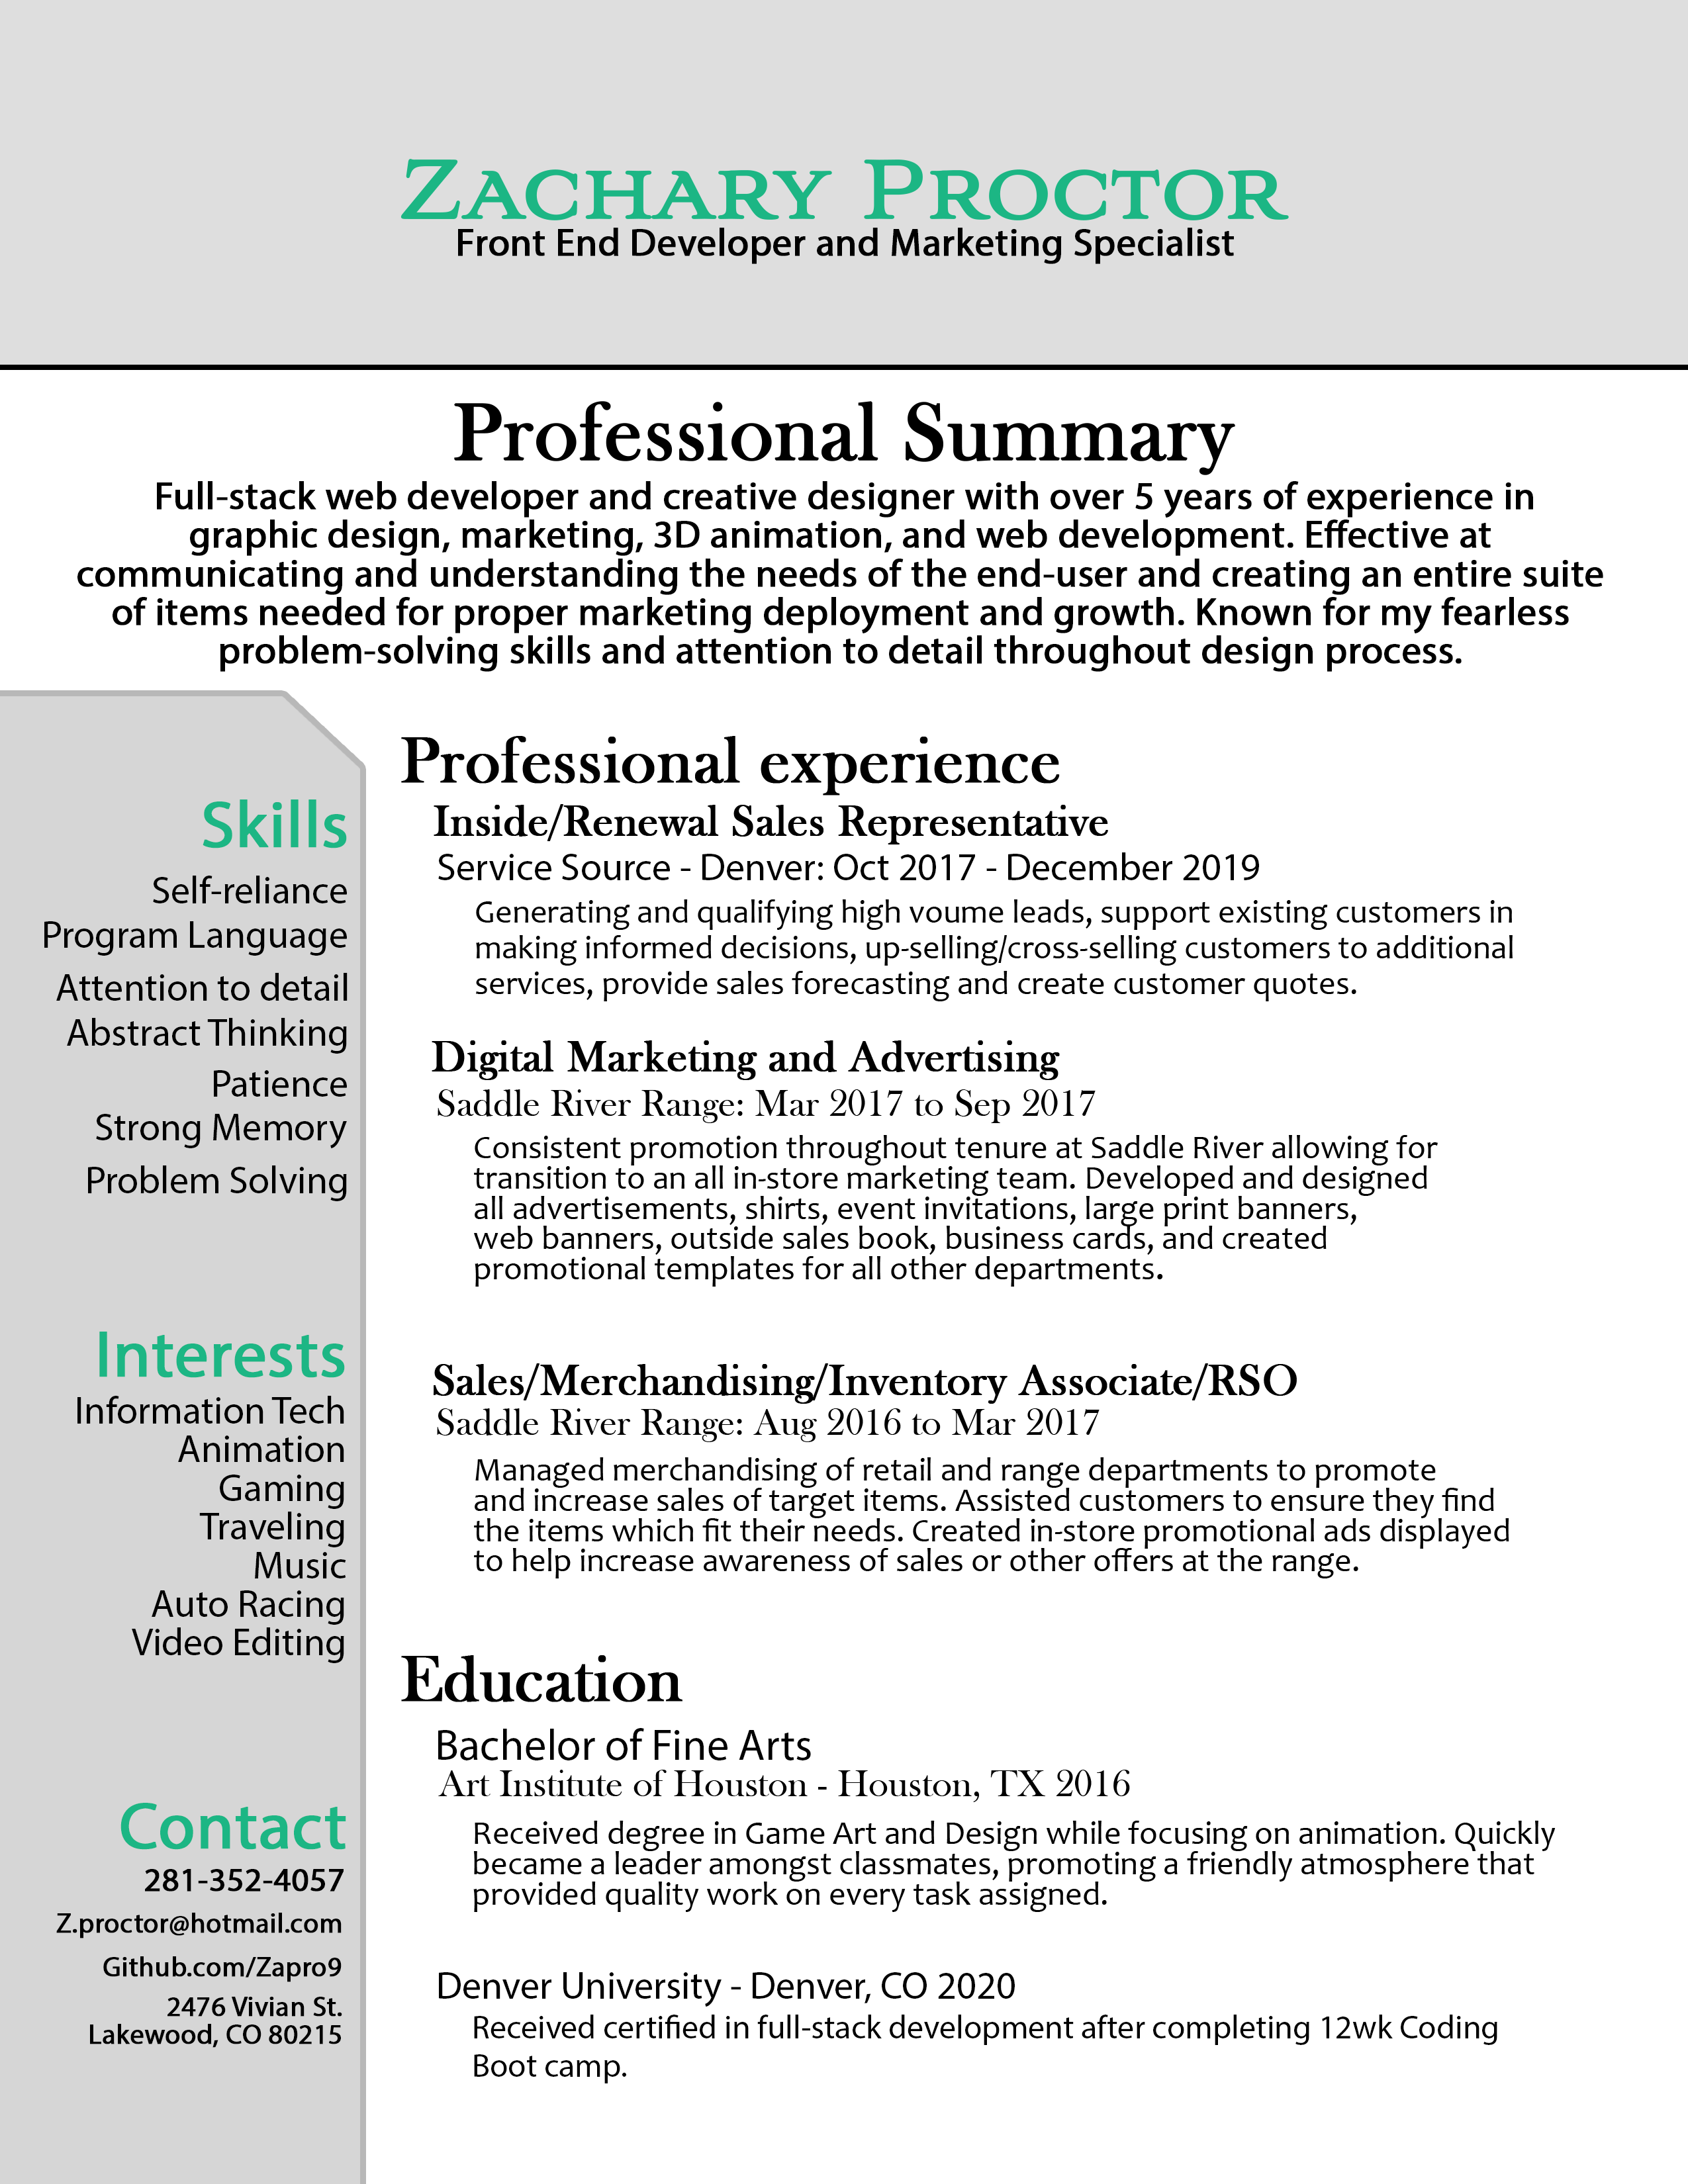 Zachary Proctor
Front End Developer and Marketing Specialist
Professional Summary
Full-stack web developer and creative designer with over 5 years of experience in
graphic design, marketing, 3D animation, and web development. Effective at
communicating and understanding the needs of the end-user and creating an entire suite
of items needed for proper marketing deployment and growth. Known for my fearless
problem-solving skills and attention to detail throughout design process.
Skills
Self-reliance
Program Language
Attention to detail
Abstract Thinking
Patience
Strong Memory
Problem Solving
Interests
Information Tech
Animation
Gaming
Traveling
Music
Auto Racing
Video Editing
Contact
281-352-4057
Z.proctor@hotmail.com
Github.com/Zapro9
2476 Vivian St.
Lakewood, CO 80215
Professional experience
Inside/Renewal Sales Representative
Service Source - Denver: Oct 2017 - December 2019
Generating and qualifying high voume leads, support existing customers in
making informed decisions, up-selling/cross-selling customers to additional
services, provide sales forecasting and create customer quotes.
Digital Marketing and Advertising
Saddle River Range: Mar 2017 to Sep 2017
Consistent promotion throughout tenure at Saddle River allowing for
transition to an all in-store marketing team. Developed and designed
all advertisements, shirts, event invitations, large print banners,
web banners, outside sales book, business cards, and created
promotional templates for all other departments.
Sales/Merchandising/Inventory Associate/RSO
Saddle River Range: Aug 2016 to Mar 2017
Managed merchandising of retail and range departments to promote
and increase sales of target items. Assisted customers to ensure they find
the items which fit their needs. Created in-store promotional ads displayed
to help increase awareness of sales or other offers at the range.
Education
Bachelor of Fine Arts
Art Institute of Houston - Houston, TX 2016
Received degree in Game Art and Design while focusing on animation. Quickly
became a leader amongst classmates, promoting a friendly atmosphere that
provided quality work on every task assigned.
Denver University - Denver, CO 2020
Received certified in full-stack development after completing 12wk Coding
Boot camp.